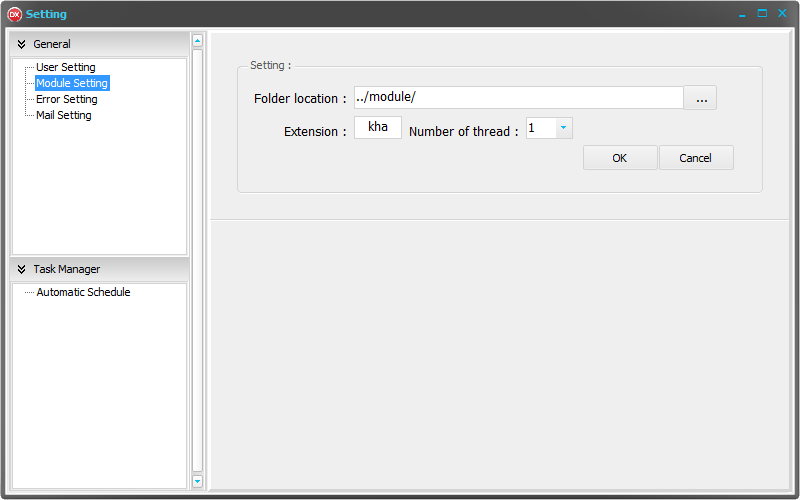 DX Setting
General
User Setting
Module Setting
Error Setting
Mail Setting
Task Manager
Automatic Schedule
Setting :
Folder location : ../module/ ...
Extension : kha Number of thread : 1
OK Cancel